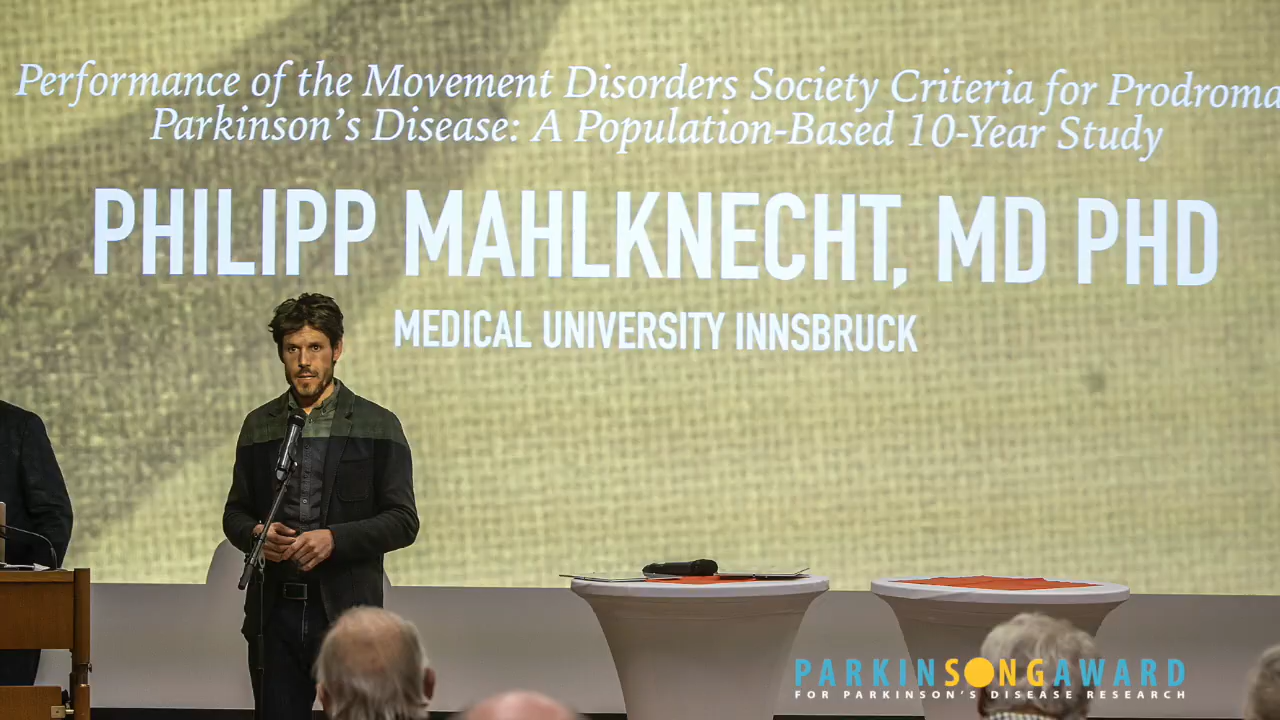 Performance of the Movement Disorders Society Criteria for Prodroma
Parkinson's Disease: A Population-Based 10-Year Study
PHILIPP MAHLKNECHT, MD PHD
MEDICAL UNIVERSITY INNSBRUCK
PARKINSONGAWARD
FOR PARKINSON'S DISEASE RESEARCH